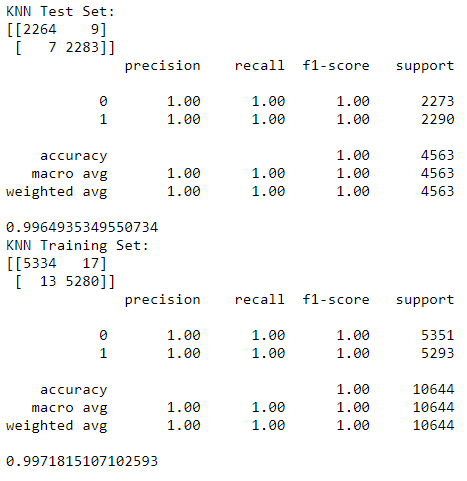 KNN Test Set:
[[2264    9]
 [   7 2283]]
              precision    recall  f1-score   support

           0       1.00      1.00      1.00      2273
           1       1.00      1.00      1.00      2290

    accuracy                           1.00      4563
   macro avg       1.00      1.00      1.00      4563
weighted avg       1.00      1.00      1.00      4563

0.9964935349550734
KNN Training Set:
[[5334   17]
 [  13 5280]]
              precision    recall  f1-score   support

           0       1.00      1.00      1.00      5351
           1       1.00      1.00      1.00      5293

    accuracy                           1.00     10644
   macro avg       1.00      1.00      1.00     10644
weighted avg       1.00      1.00      1.00     10644

0.9971815107102593